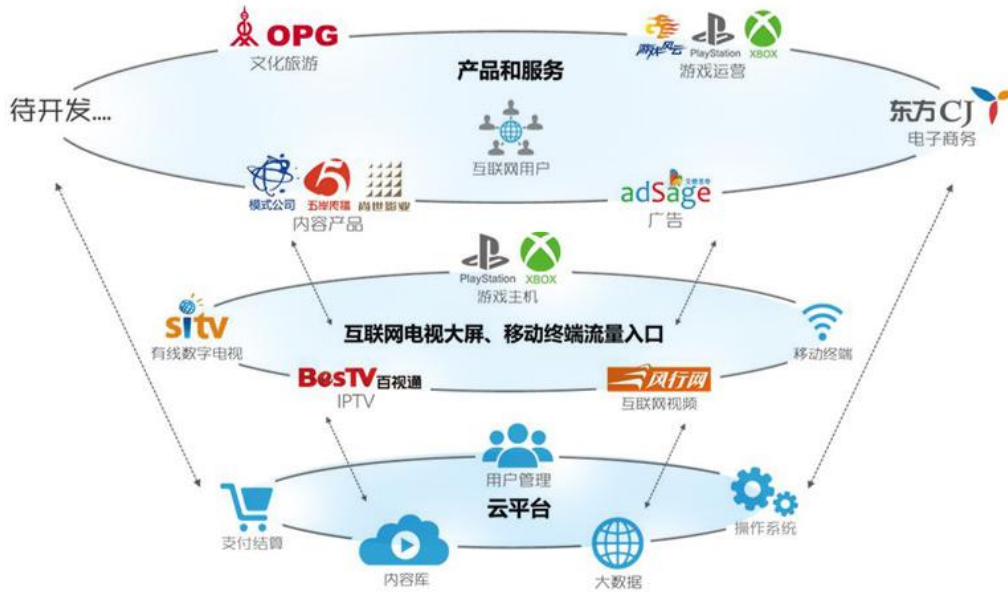 OPG
文化旅游
游戏风云
PlayStation
XBOX
游戏运营
产品和服务
待开发....
东方CJ
电子商务
互联网用户
模式公司
五岸传播
尚世影业
内容产品
adSage
广告
PlayStation
XBOX
游戏主机
sitv
有线数字电视
互联网电视大屏、移动终端流量入口
移动终端
BesTV百视通
IPTV
风行网
互联网视频
用户管理
云平台
支付结算
操作系统
内容库
大数据